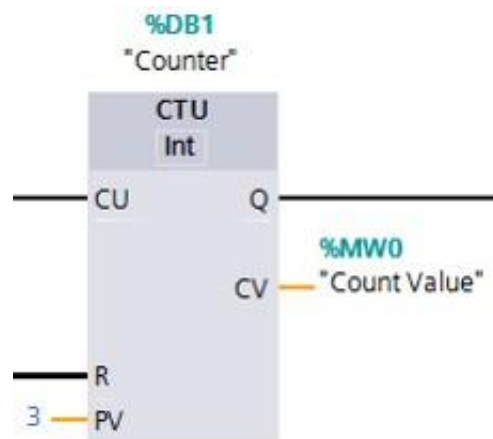 %DB1
"Counter"
CTU
Int
CU Q
%MW0
CV "Count Value"
R
3 PV